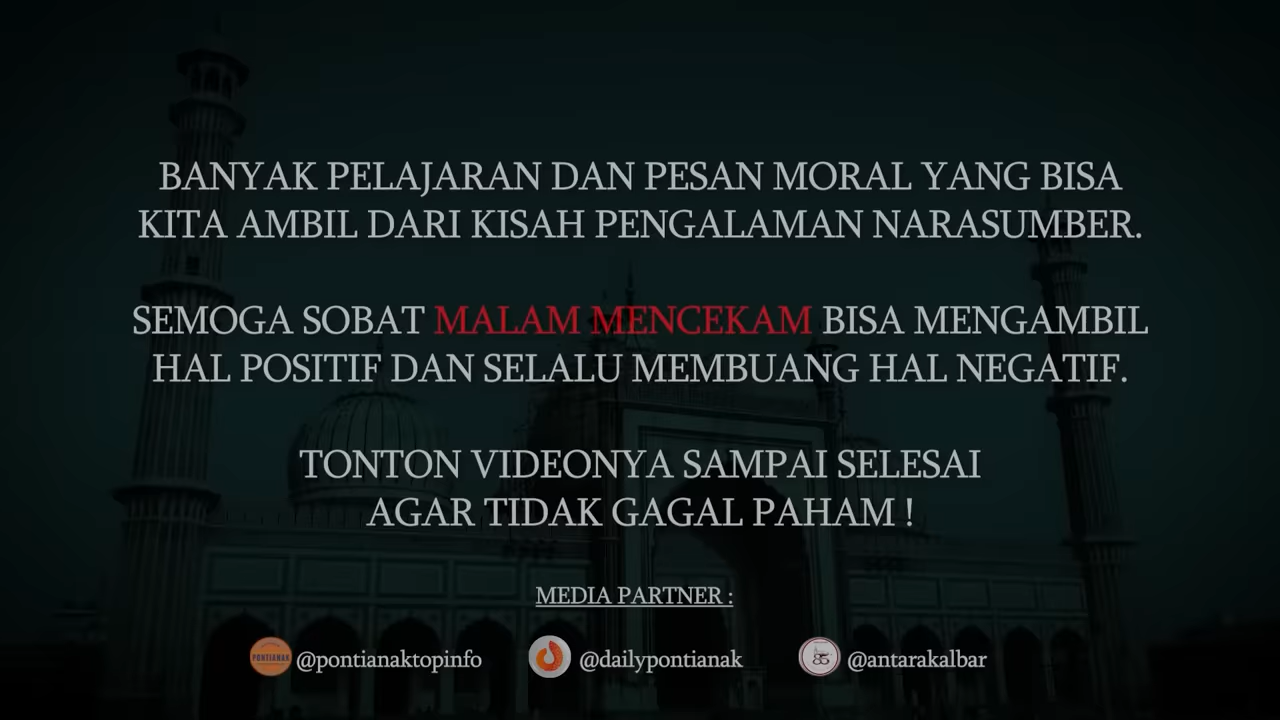 BANYAK PELAJARAN DAN PESAN MORAL YANG BISA
KITA AMBIL DARI KISAH PENGALAMAN NARASUMBER.
SEMOGA SOBAT MALAM MENCEKAM BISA MENGAMBIL
HAL POSITIF DAN SELALU MEMBUANG HAL NEGATIF.
TONTON VIDEONYA SAMPAI SELESAI
AGAR TIDAK GAGAL PAHAM !
MEDIA PARTNER :
PONTIANAK @pontianaktopinfo @dailypontianak @antarakalbar